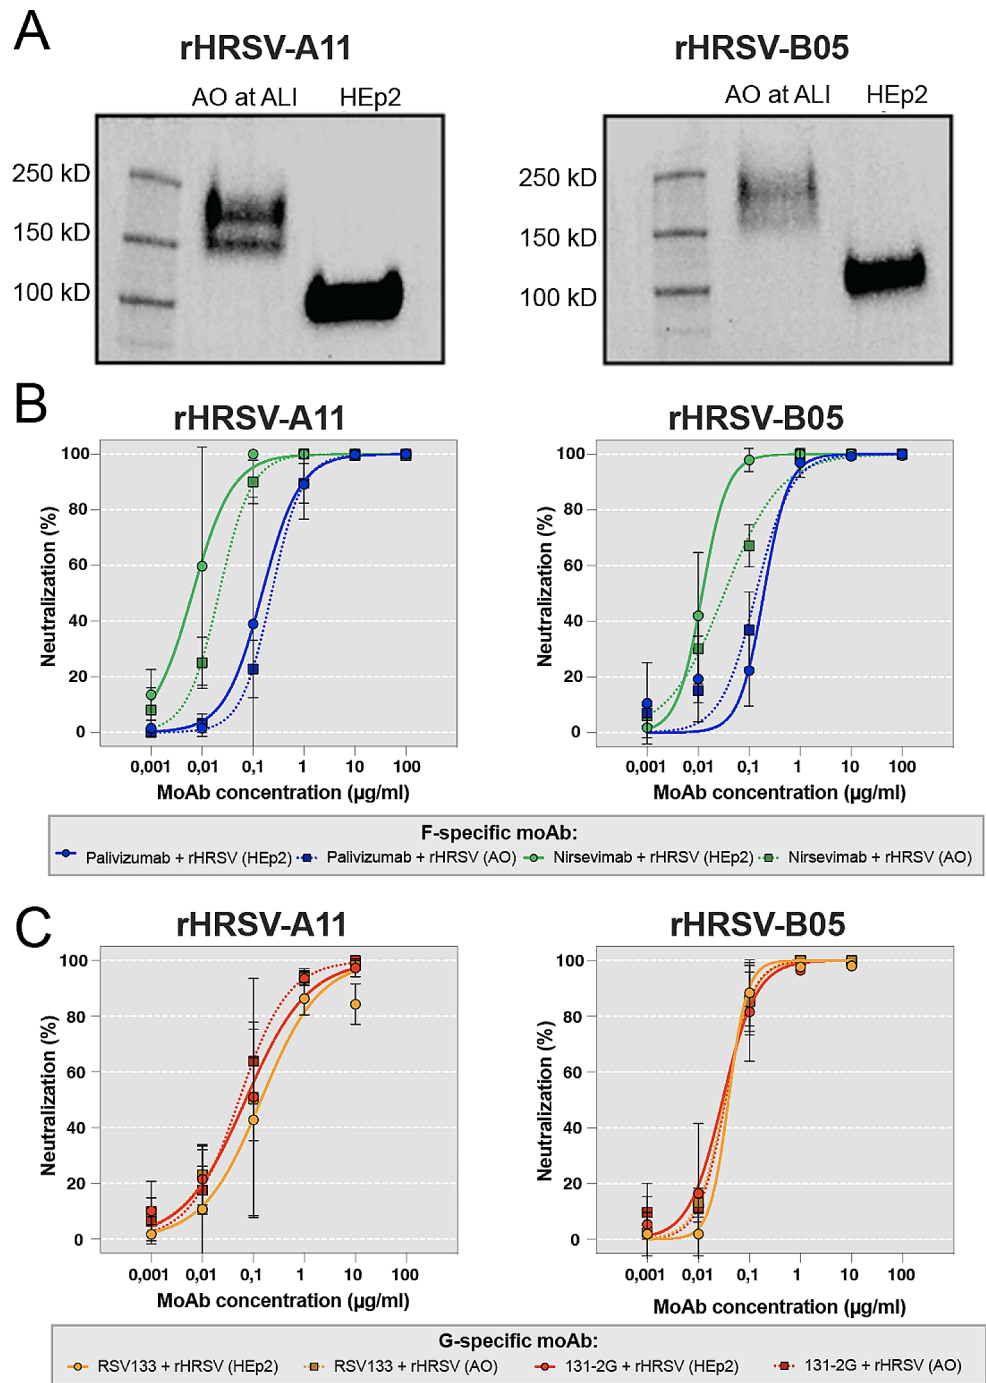 A
rHRSV-A11
rHRSV-B05
AO at ALI HEp2
AO at ALI HEp2
250 kD
150 kD
100 kD
250 kD
150 kD
100 kD
B
rHRSV-A11
rHRSV-B05
Neutralization (%)
100
80
60
40
20
0
0,001 0,01 0,1 1 10 100
MoAb concentration (µg/ml)
Neutralization (%)
100
80
60
40
20
0
0,001 0,01 0,1 1 10 100
MoAb concentration (µg/ml)
F-specific moAb:
Palivizumab + rHRSV (HEp2) Palivizumab + rHRSV (AO) Nirsevimab + rHRSV (HEp2) Nirsevimab + rHRSV (AO)
C
rHRSV-A11
rHRSV-B05
Neutralization (%)
100
80
60
40
20
0
0,001 0,01 0,1 1 10 100
MoAb concentration (µg/ml)
Neutralization (%)
100
80
60
40
20
0
0,001 0,01 0,1 1 10 100
MoAb concentration (µg/ml)
G-specific moAb:
RSV133 + rHRSV (HEp2) RSV133 + rHRSV (AO) 131-2G + rHRSV (HEp2) 131-2G + rHRSV (AO)